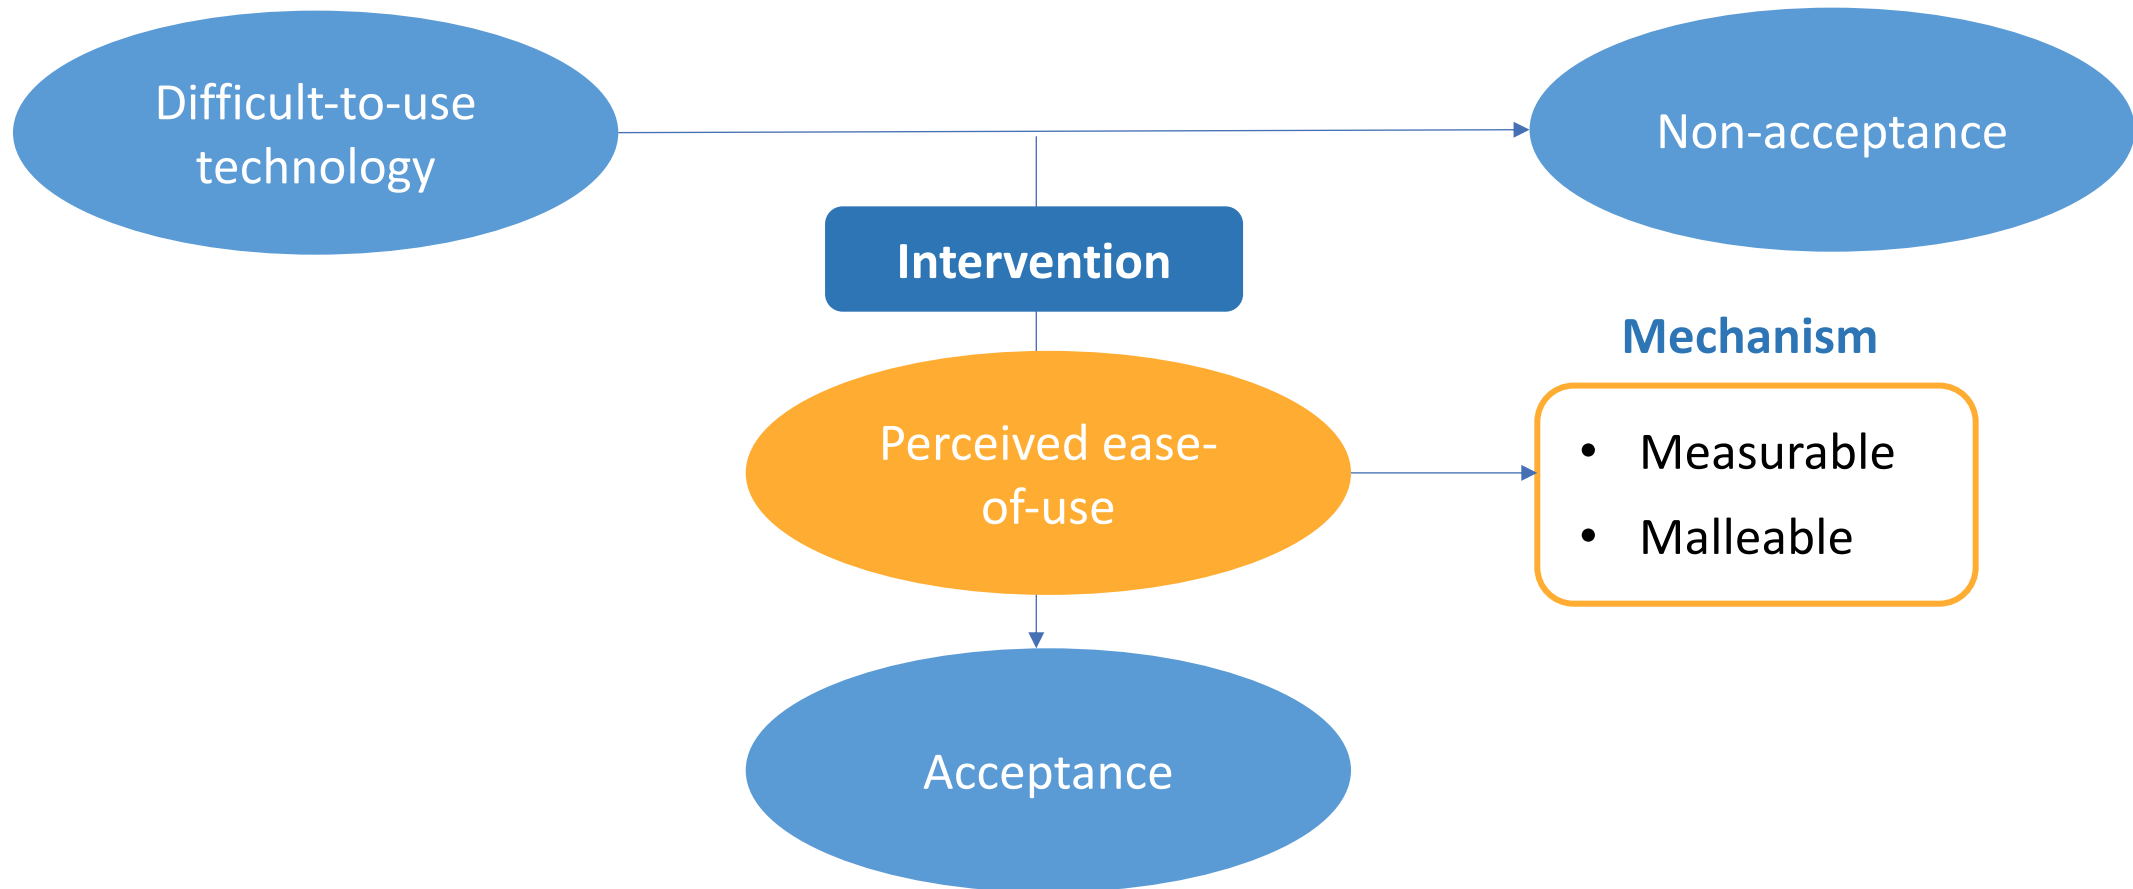 Difficult-to-use
technology
Non-acceptance
Intervention
Mechanism
Perceived ease-
of-use
• Measurable
• Malleable
Acceptance